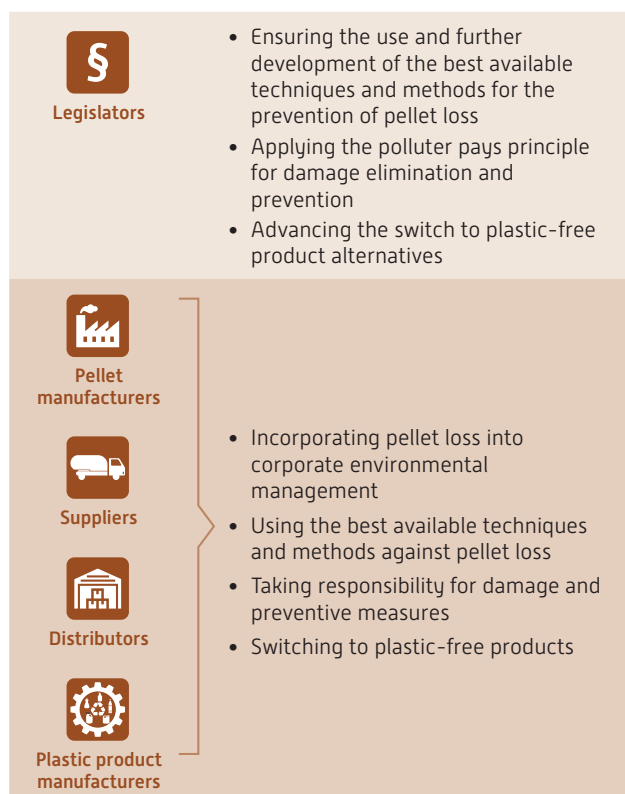 §
Legislators
• Ensuring the use and further
development of the best available
techniques and methods for the
prevention of pellet loss
• Applying the polluter pays principle
for damage elimination and
prevention
• Advancing the switch to plastic-free
product alternatives
Pellet
manufacturers
Suppliers
Distributors
Plastic product
manufacturers
• Incorporating pellet loss into
corporate environmental
management
• Using the best available techniques
and methods against pellet loss
• Taking responsibility for damage and
preventive measures
• Switching to plastic-free products